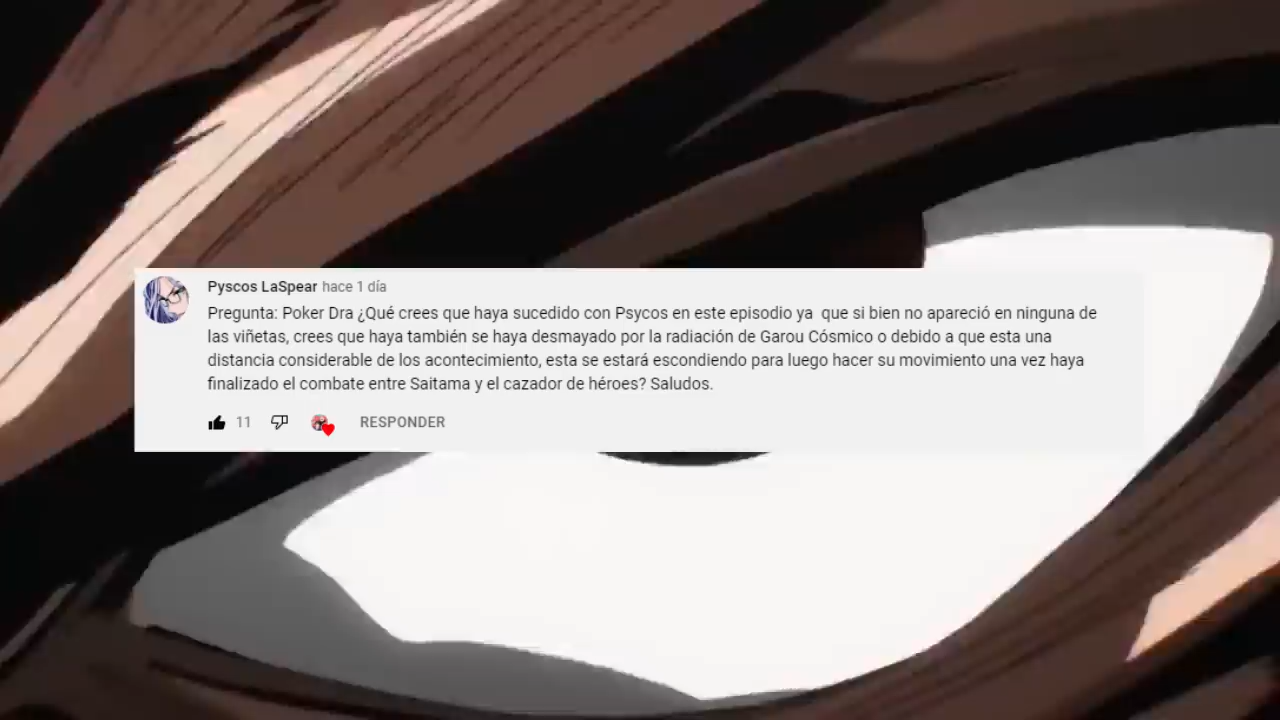 Pyscos LaSpear hace 1 día
Pregunta: Poker Dra ¿Qué crees que haya sucedido con Psycos en este episodio ya  que si bien no apareció en ninguna de
las viñetas, crees que haya también se haya desmayado por la radiación de Garou Cósmico o debido a que esta una
distancia considerable de los acontecimiento, esta se estará escondiendo para luego hacer su movimiento una vez haya
finalizado el combate entre Saitama y el cazador de héroes? Saludos.
11 RESPONDER